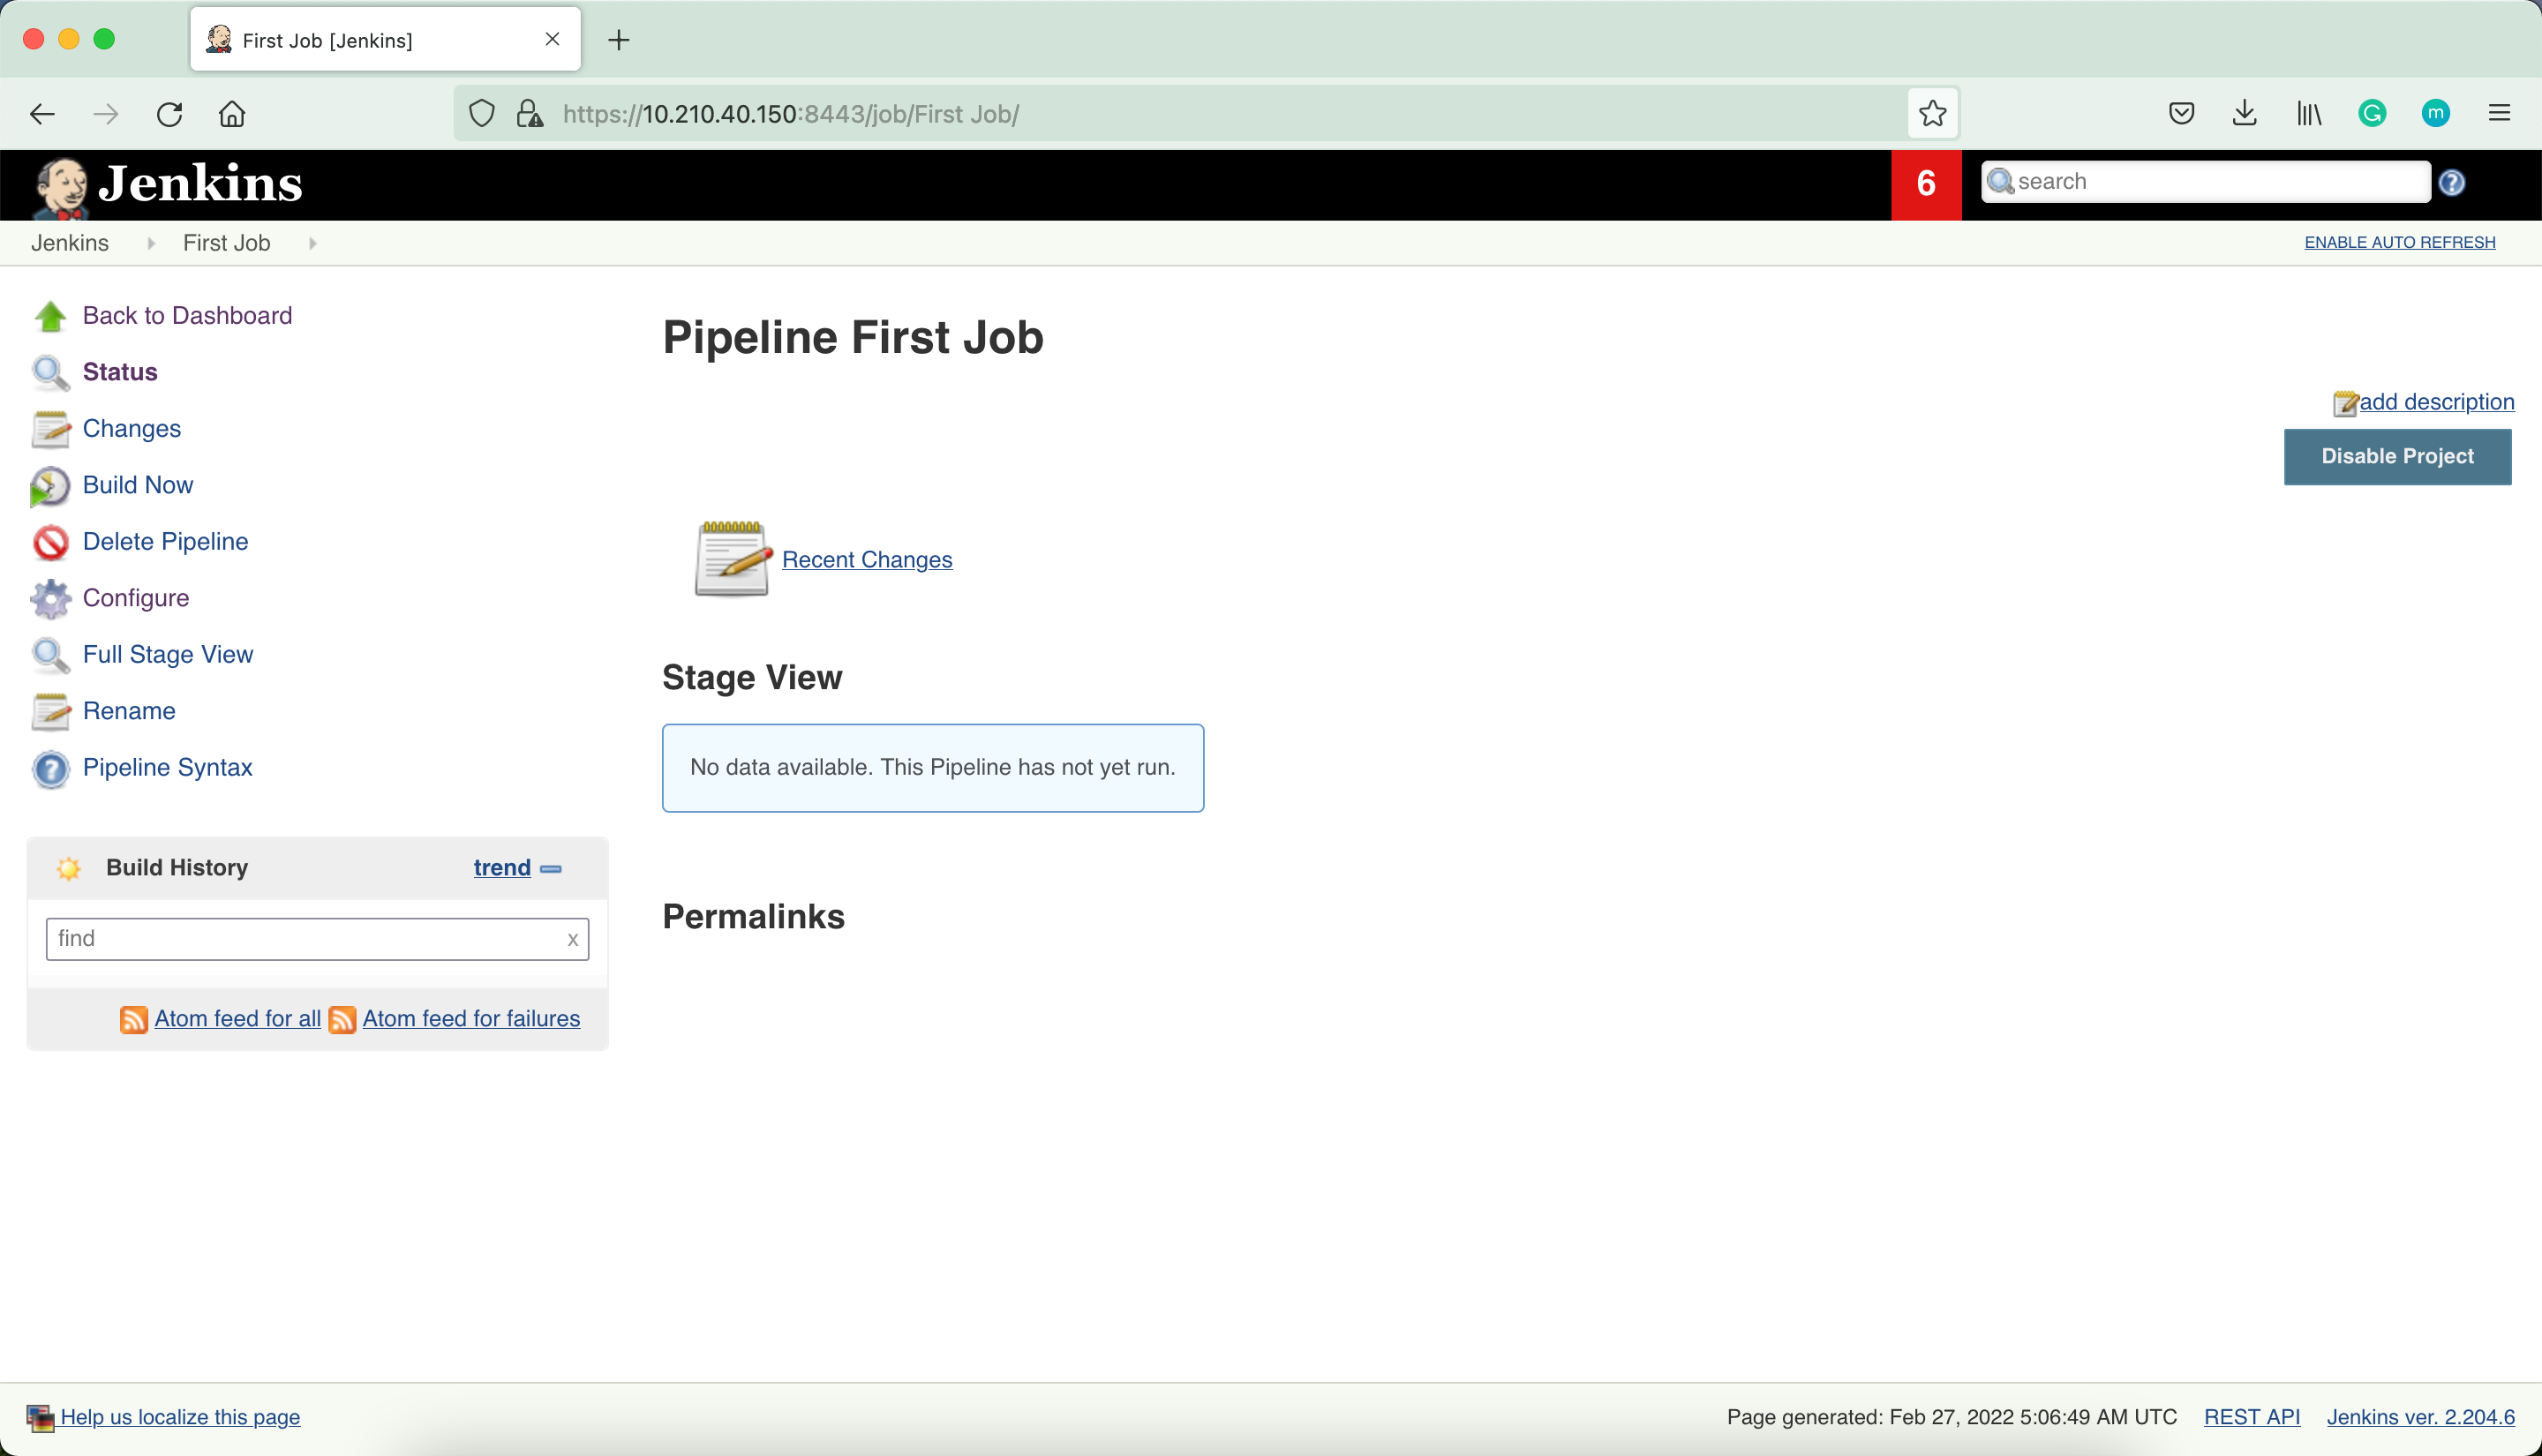 First Job [Jenkins]
https://10.210.40.150:8443/job/First Job/
m
Jenkins
6
search
Jenkins First Job
ENABLE AUTO REFRESH
Back to Dashboard
Status
Changes
Build Now
Delete Pipeline
Configure
Full Stage View
Rename
Pipeline Syntax
Build History trend
find x
Atom feed for all Atom feed for failures
Pipeline First Job
add description
Disable Project
Recent Changes
Stage View
No data available. This Pipeline has not yet run.
Permalinks
Help us localize this page
Page generated: Feb 27, 2022 5:06:49 AM UTC REST API Jenkins ver. 2.204.6